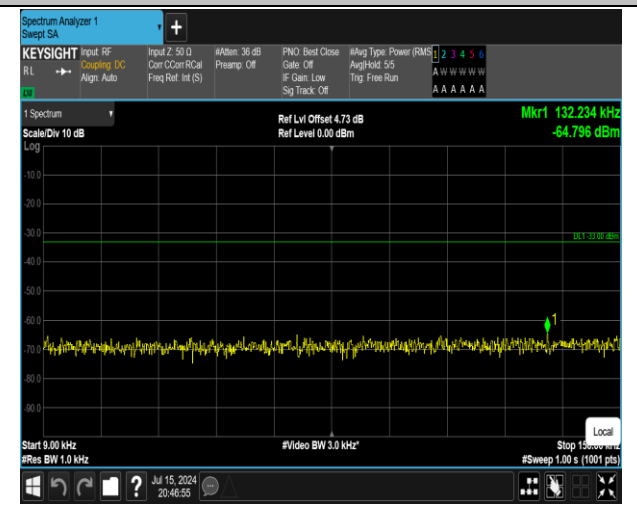 Spectrum Analyzer 1
Swept SA
KEYSIGHT
RL
Input: RF
Coupling: DC
Align: Auto
Input Z: 50 Ω
Corr CCorr RCal
Freq Ref: Int (S)
#Atten: 36 dB
Preamp: Off
PNO: Best Close
Gate: Off
IF Gain: Low
Sig Track: Off
#Avg Type: Power (RMS
Avg|Hold: 5/5
Trig: Free Run
1 2 3 4 5 6
A W W W W W
A A A A A A
1 Spectrum
Scale/Div 10 dB
Log
Ref Lvl Offset 4.73 dB
Ref Level 0.00 dBm
Mkr1 132.234 kHz
-64.796 dBm
-10.0
-20.0
-30.0
DL1 -33.00 dBm
-40.0
-50.0
-60.0
1
-70.0
-80.0
-90.0
Local
Start 9.00 kHz
#Video BW 3.0 kHz*
#Res BW 1.0 kHz
#Sweep 1.00 s (1001 pts)
Jul 15, 2024
20:46:55